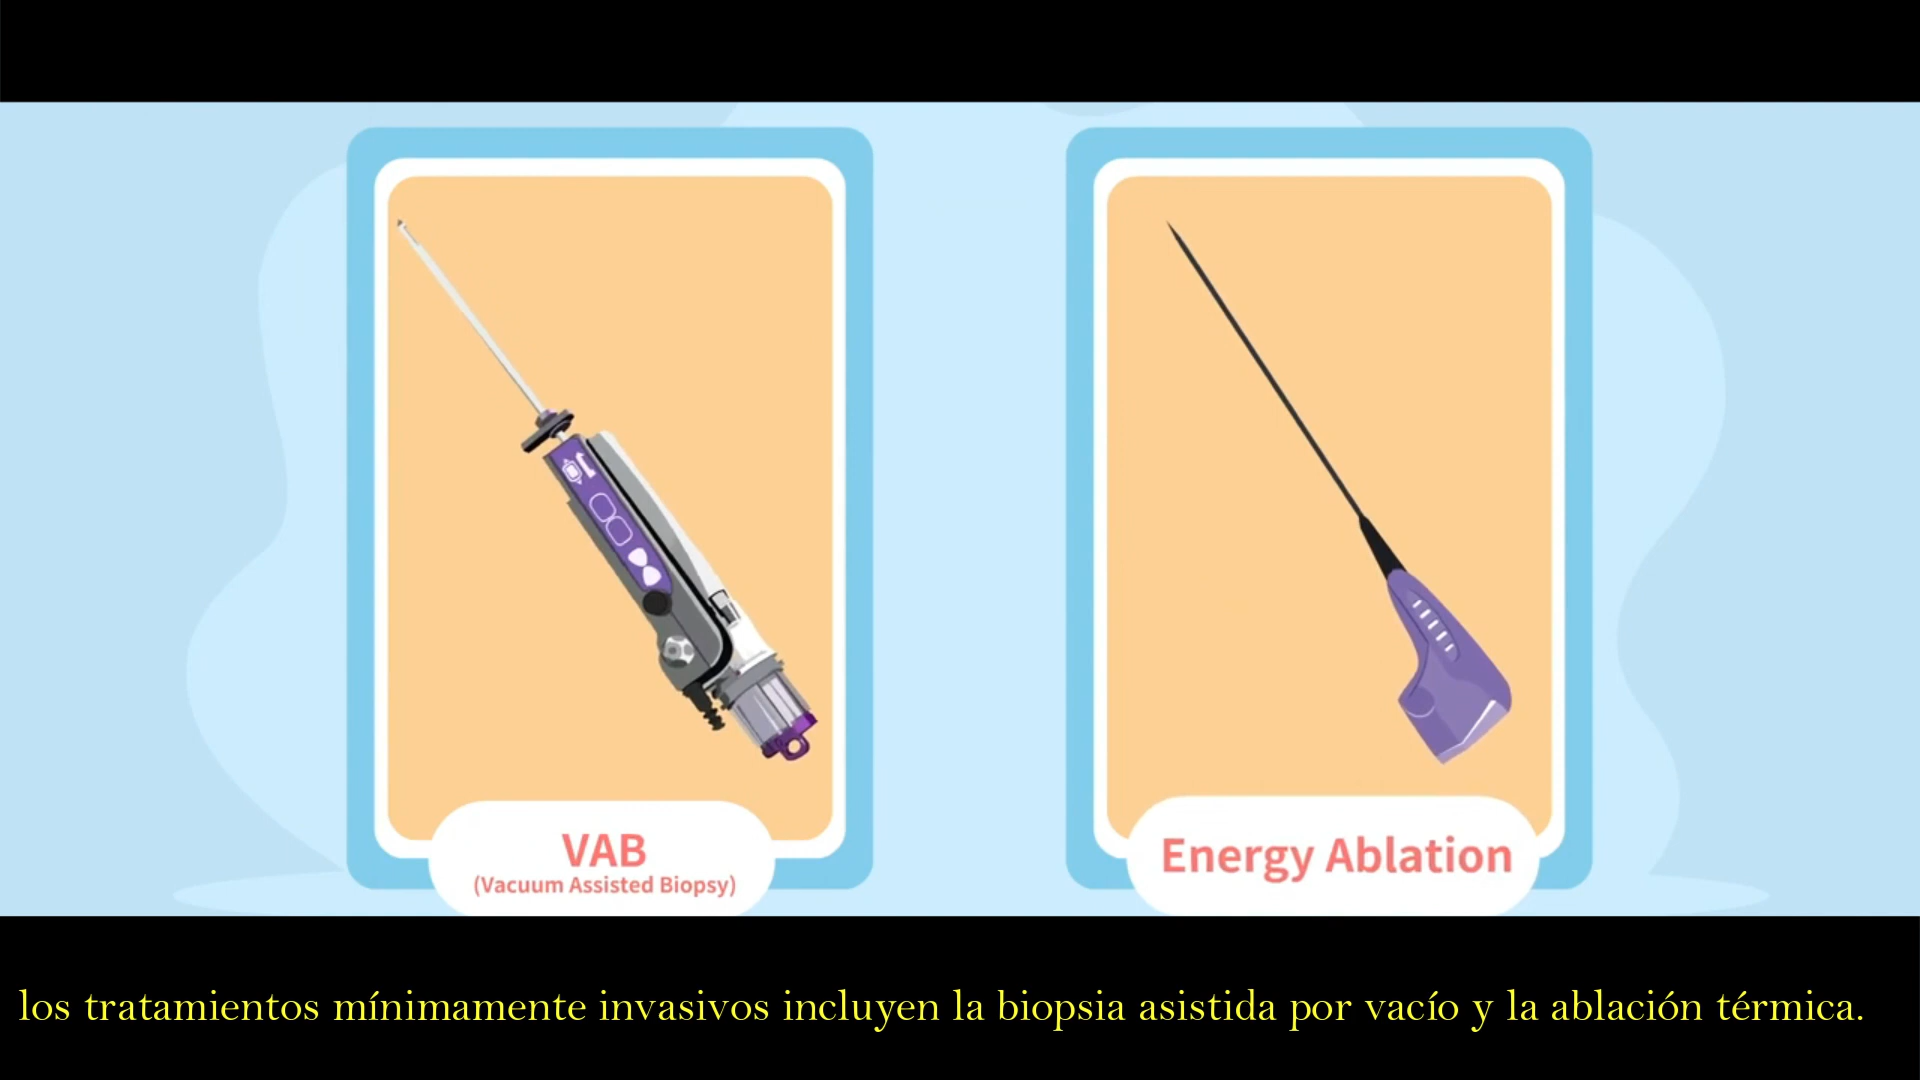 VAB
(Vacuum Assisted Biopsy)
Energy Ablation
los tratamientos mínimamente invasivos incluyen la biopsia asistida por vacío y la ablación térmica.